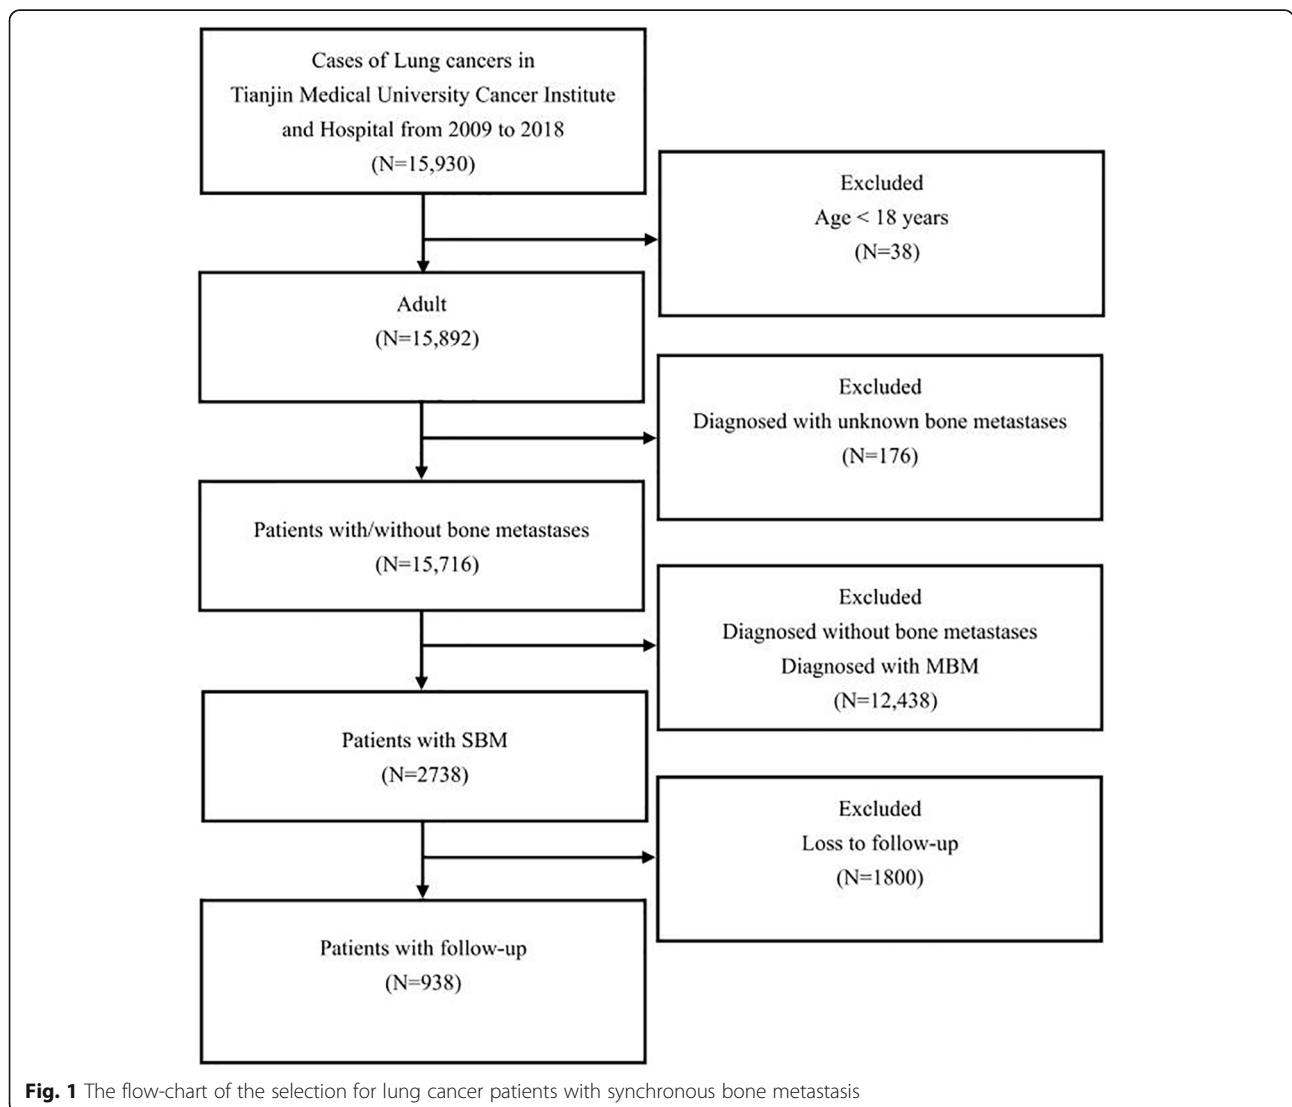 Cases of Lung cancers in
Tianjin Medical University Cancer Institute
and Hospital from 2009 to 2018
(N=15,930)
Excluded
Age < 18 years
(N=38)
Adult
(N=15,892)
Excluded
Diagnosed with unknown bone metastases
(N=176)
Patients with/without bone metastases
(N=15,716)
Excluded
Diagnosed without bone metastases
Diagnosed with MBM
(N=12,438)
Patients with SBM
(N=2738)
Excluded
Loss to follow-up
(N=1800)
Patients with follow-up
(N=938)
Fig. 1 The flow-chart of the selection for lung cancer patients with synchronous bone metastasis